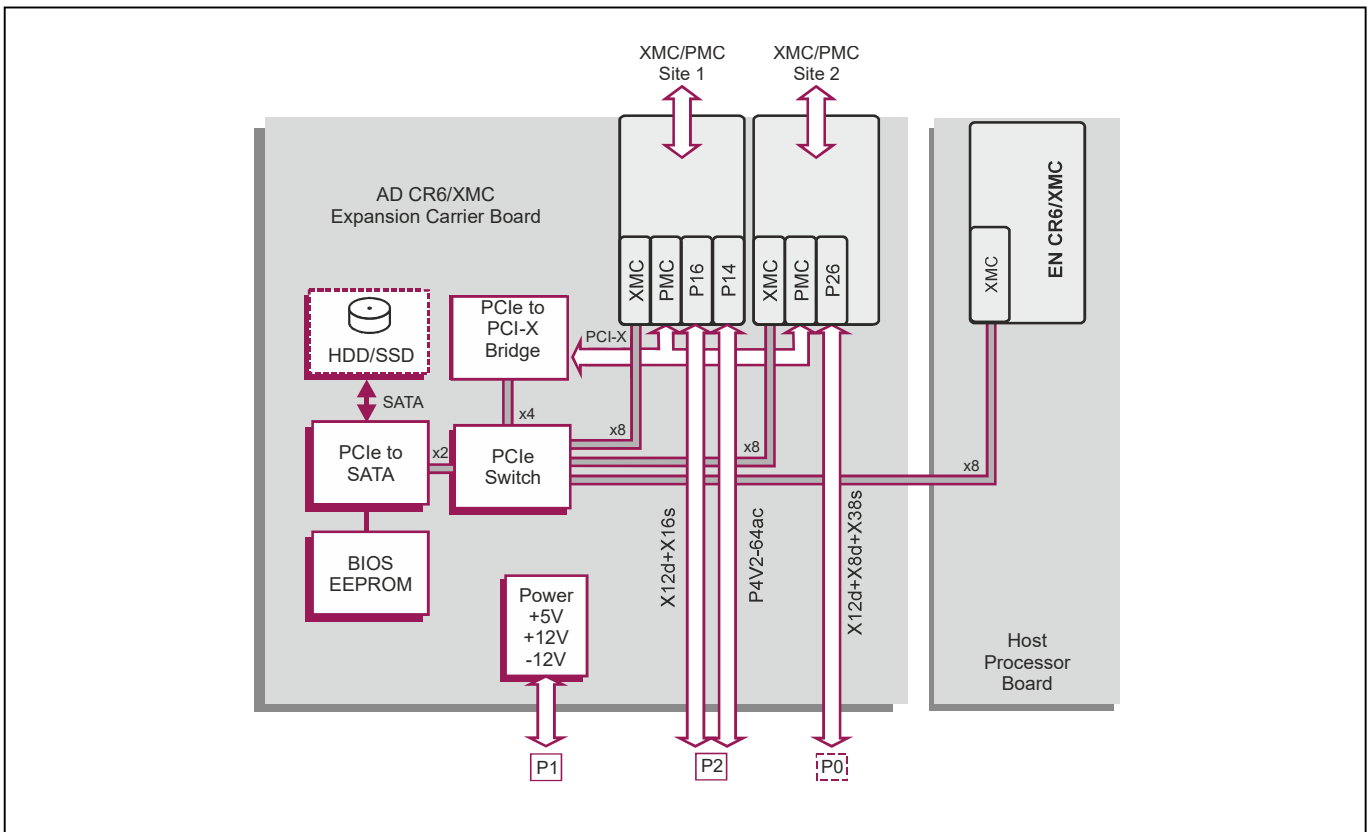 XMC/PMC
Site 1
XMC/PMC
Site 2
AD CR6/XMC
Expansion Carrier Board
EN CR6/XMC
XMC
PMC
P16
P14
XMC
PMC
P26
XMC
HDD/SSD
PCIe to
PCI-X
Bridge
PCI-X
SATA
x4
x8
x8
x8
PCIe to
SATA
x2
PCIe
Switch
BIOS
EEPROM
X12d+X16s
P4V2-64ac
X12d+X8d+X38s
Power
+5V
+12V
-12V
Host
Processor
Board
P1
P2
P0